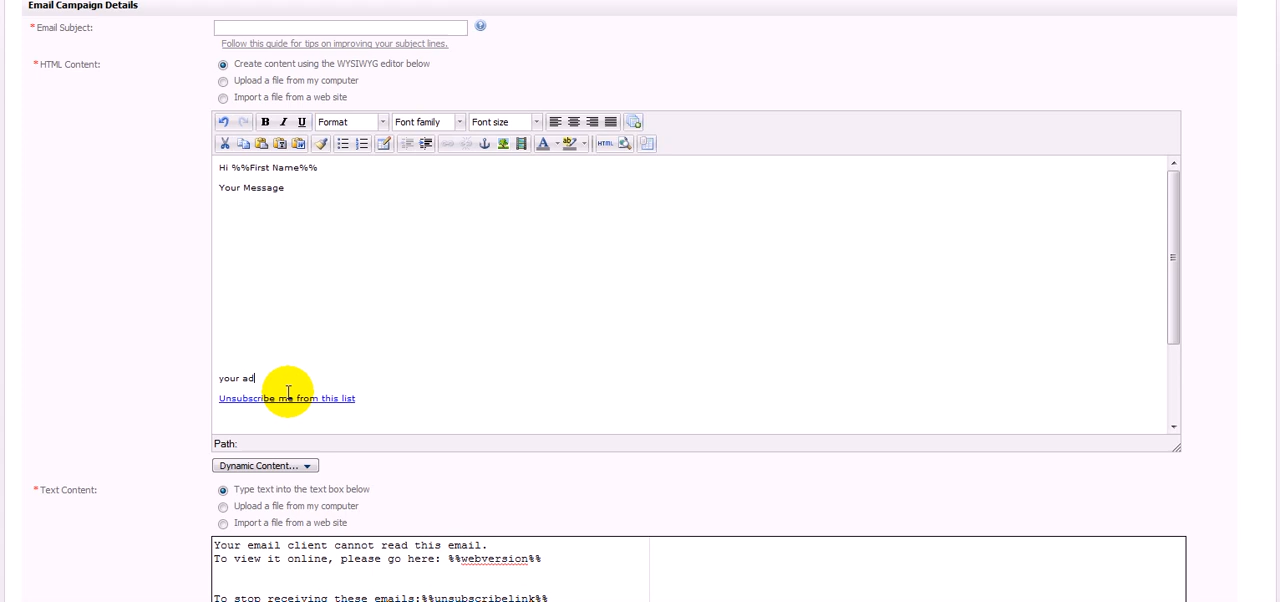 Email Campaign Details
*Email Subject:
Follow this guide for tips on improving your subject lines.
*HTML Content:
Create content using the WYSIWYG editor below
Upload a file from my computer
Import a file from a web site
B I U Format Font family Font size
A ab HTML
Hi %%First Name%%
Your Message
your ad
Unsubscribe me from this list
Path:
Dynamic Content...
*Text Content:
Type text into the text box below
Upload a file from my computer
Import a file from a web site
Your email client cannot read this email.
To view it online, please go here: %%webversion%%
To stop receiving these emails:%%unsubscribelink%%